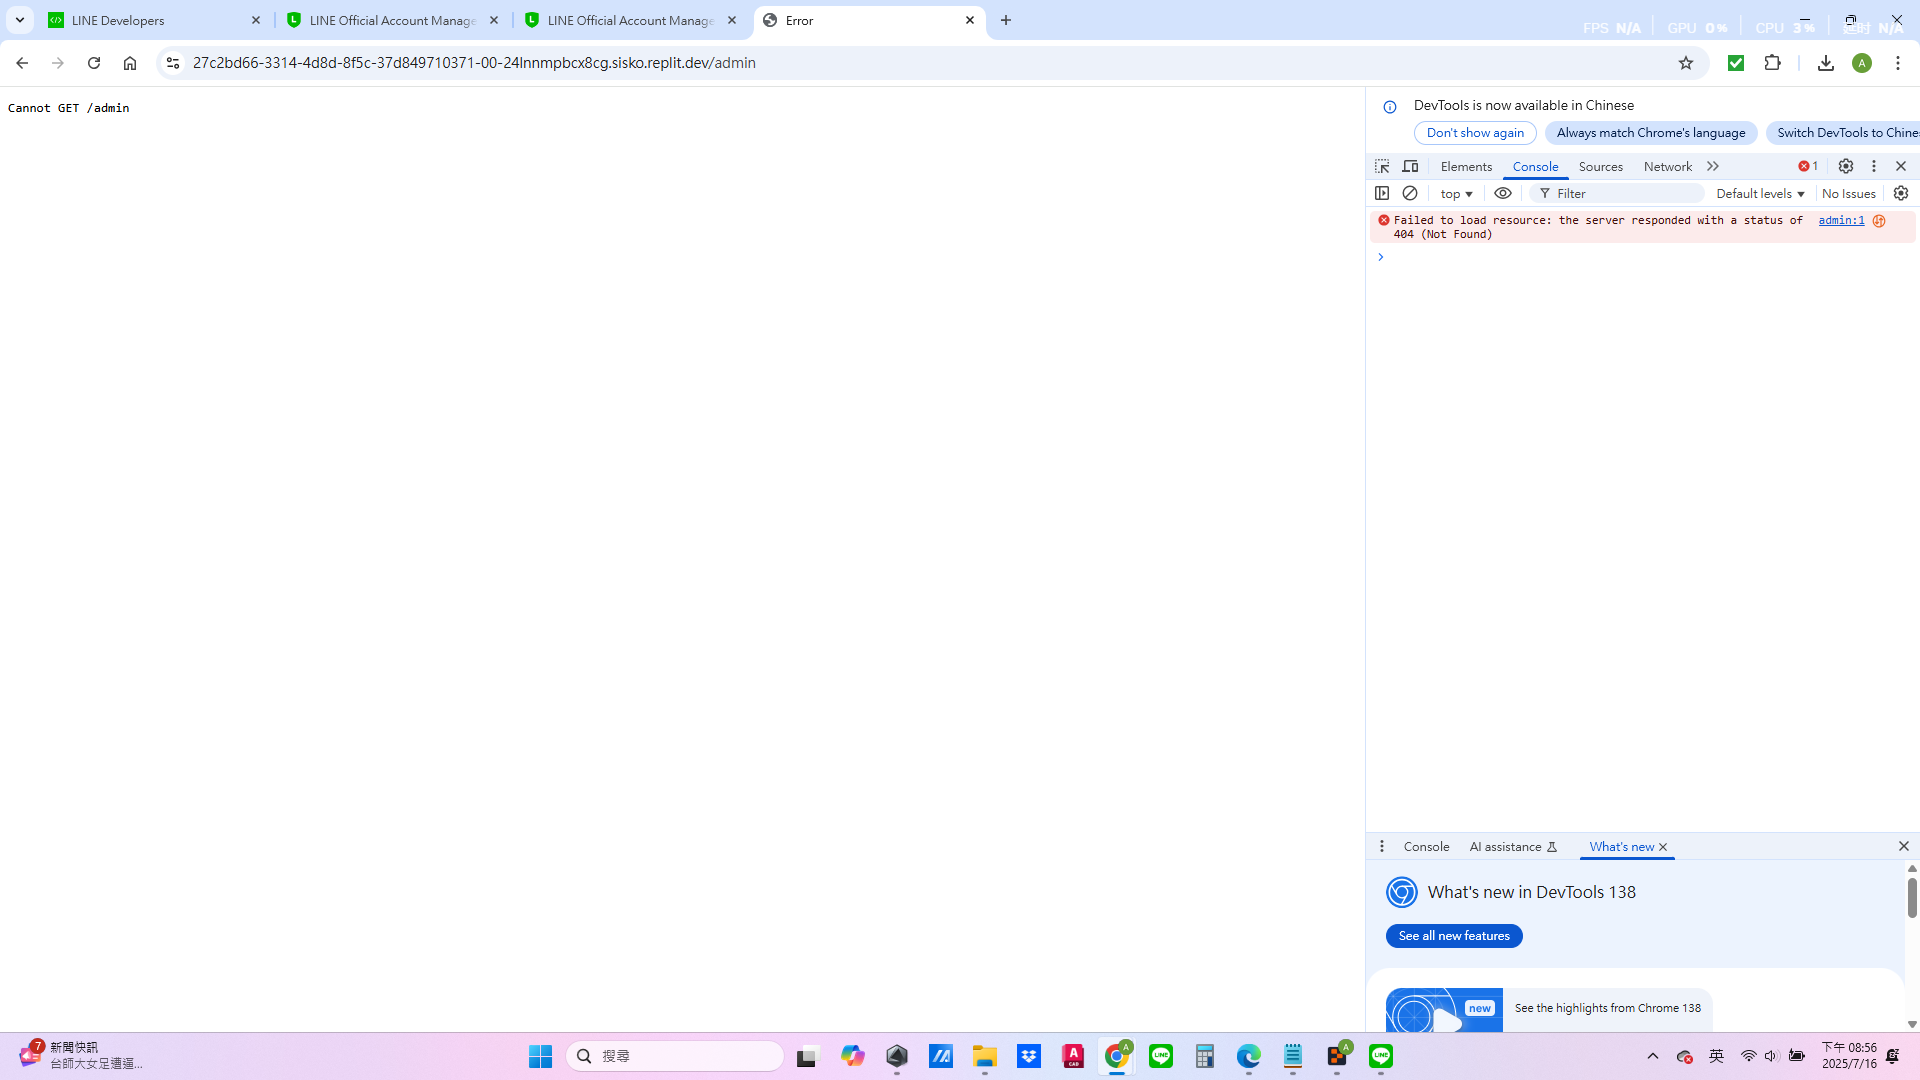 LINE Developers
LINE Official Account Manage
LINE Official Account Manage
Error
FPS N/A
GPU 0%
CPU 3%
延时 N/A
27c2bd66-3314-4d8d-8f5c-37d849710371-00-24lnnmpbcx8cg.sisko.replit.dev/admin
A
Cannot GET /admin
DevTools is now available in Chinese
Don't show again
Always match Chrome's language
Switch DevTools to Chine
Elements
Console
Sources
Network
1
top
Filter
Default levels
No Issues
Failed to load resource: the server responded with a status of
404 (Not Found)
admin:1
Console
AI assistance
What's new
What's new in DevTools 138
See all new features
new
See the highlights from Chrome 138
7
新聞快訊
台師大女足遭逼...
搜尋
A
CAD
A
LINE
A
LINE
英
下午 08:56
2025/7/16